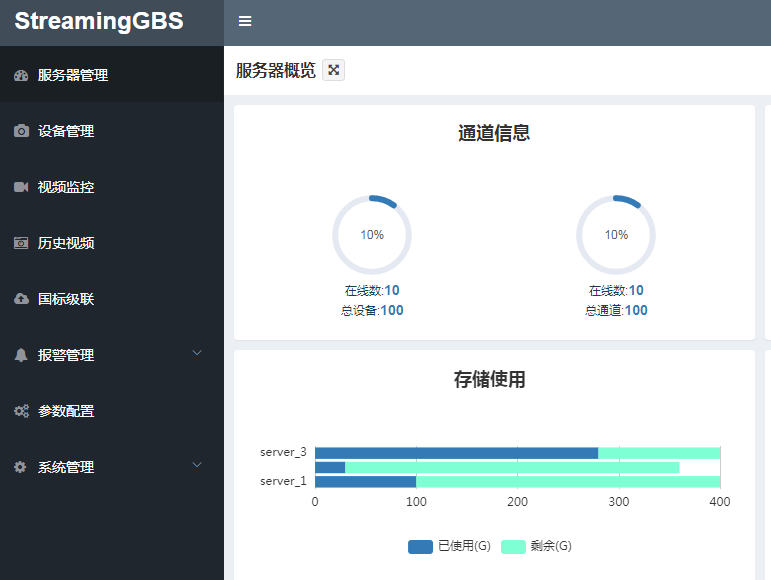 StreamingGBS
服务器管理
设备管理
视频监控
历史视频
国标级联
报警管理
参数配置
系统管理
服务器概览
通道信息
10%
在线数:10
总设备:100
10%
在线数:10
总通道:100
存储使用
server_3
server_1
0 100 200 300 400
已使用(G) 剩余(G)